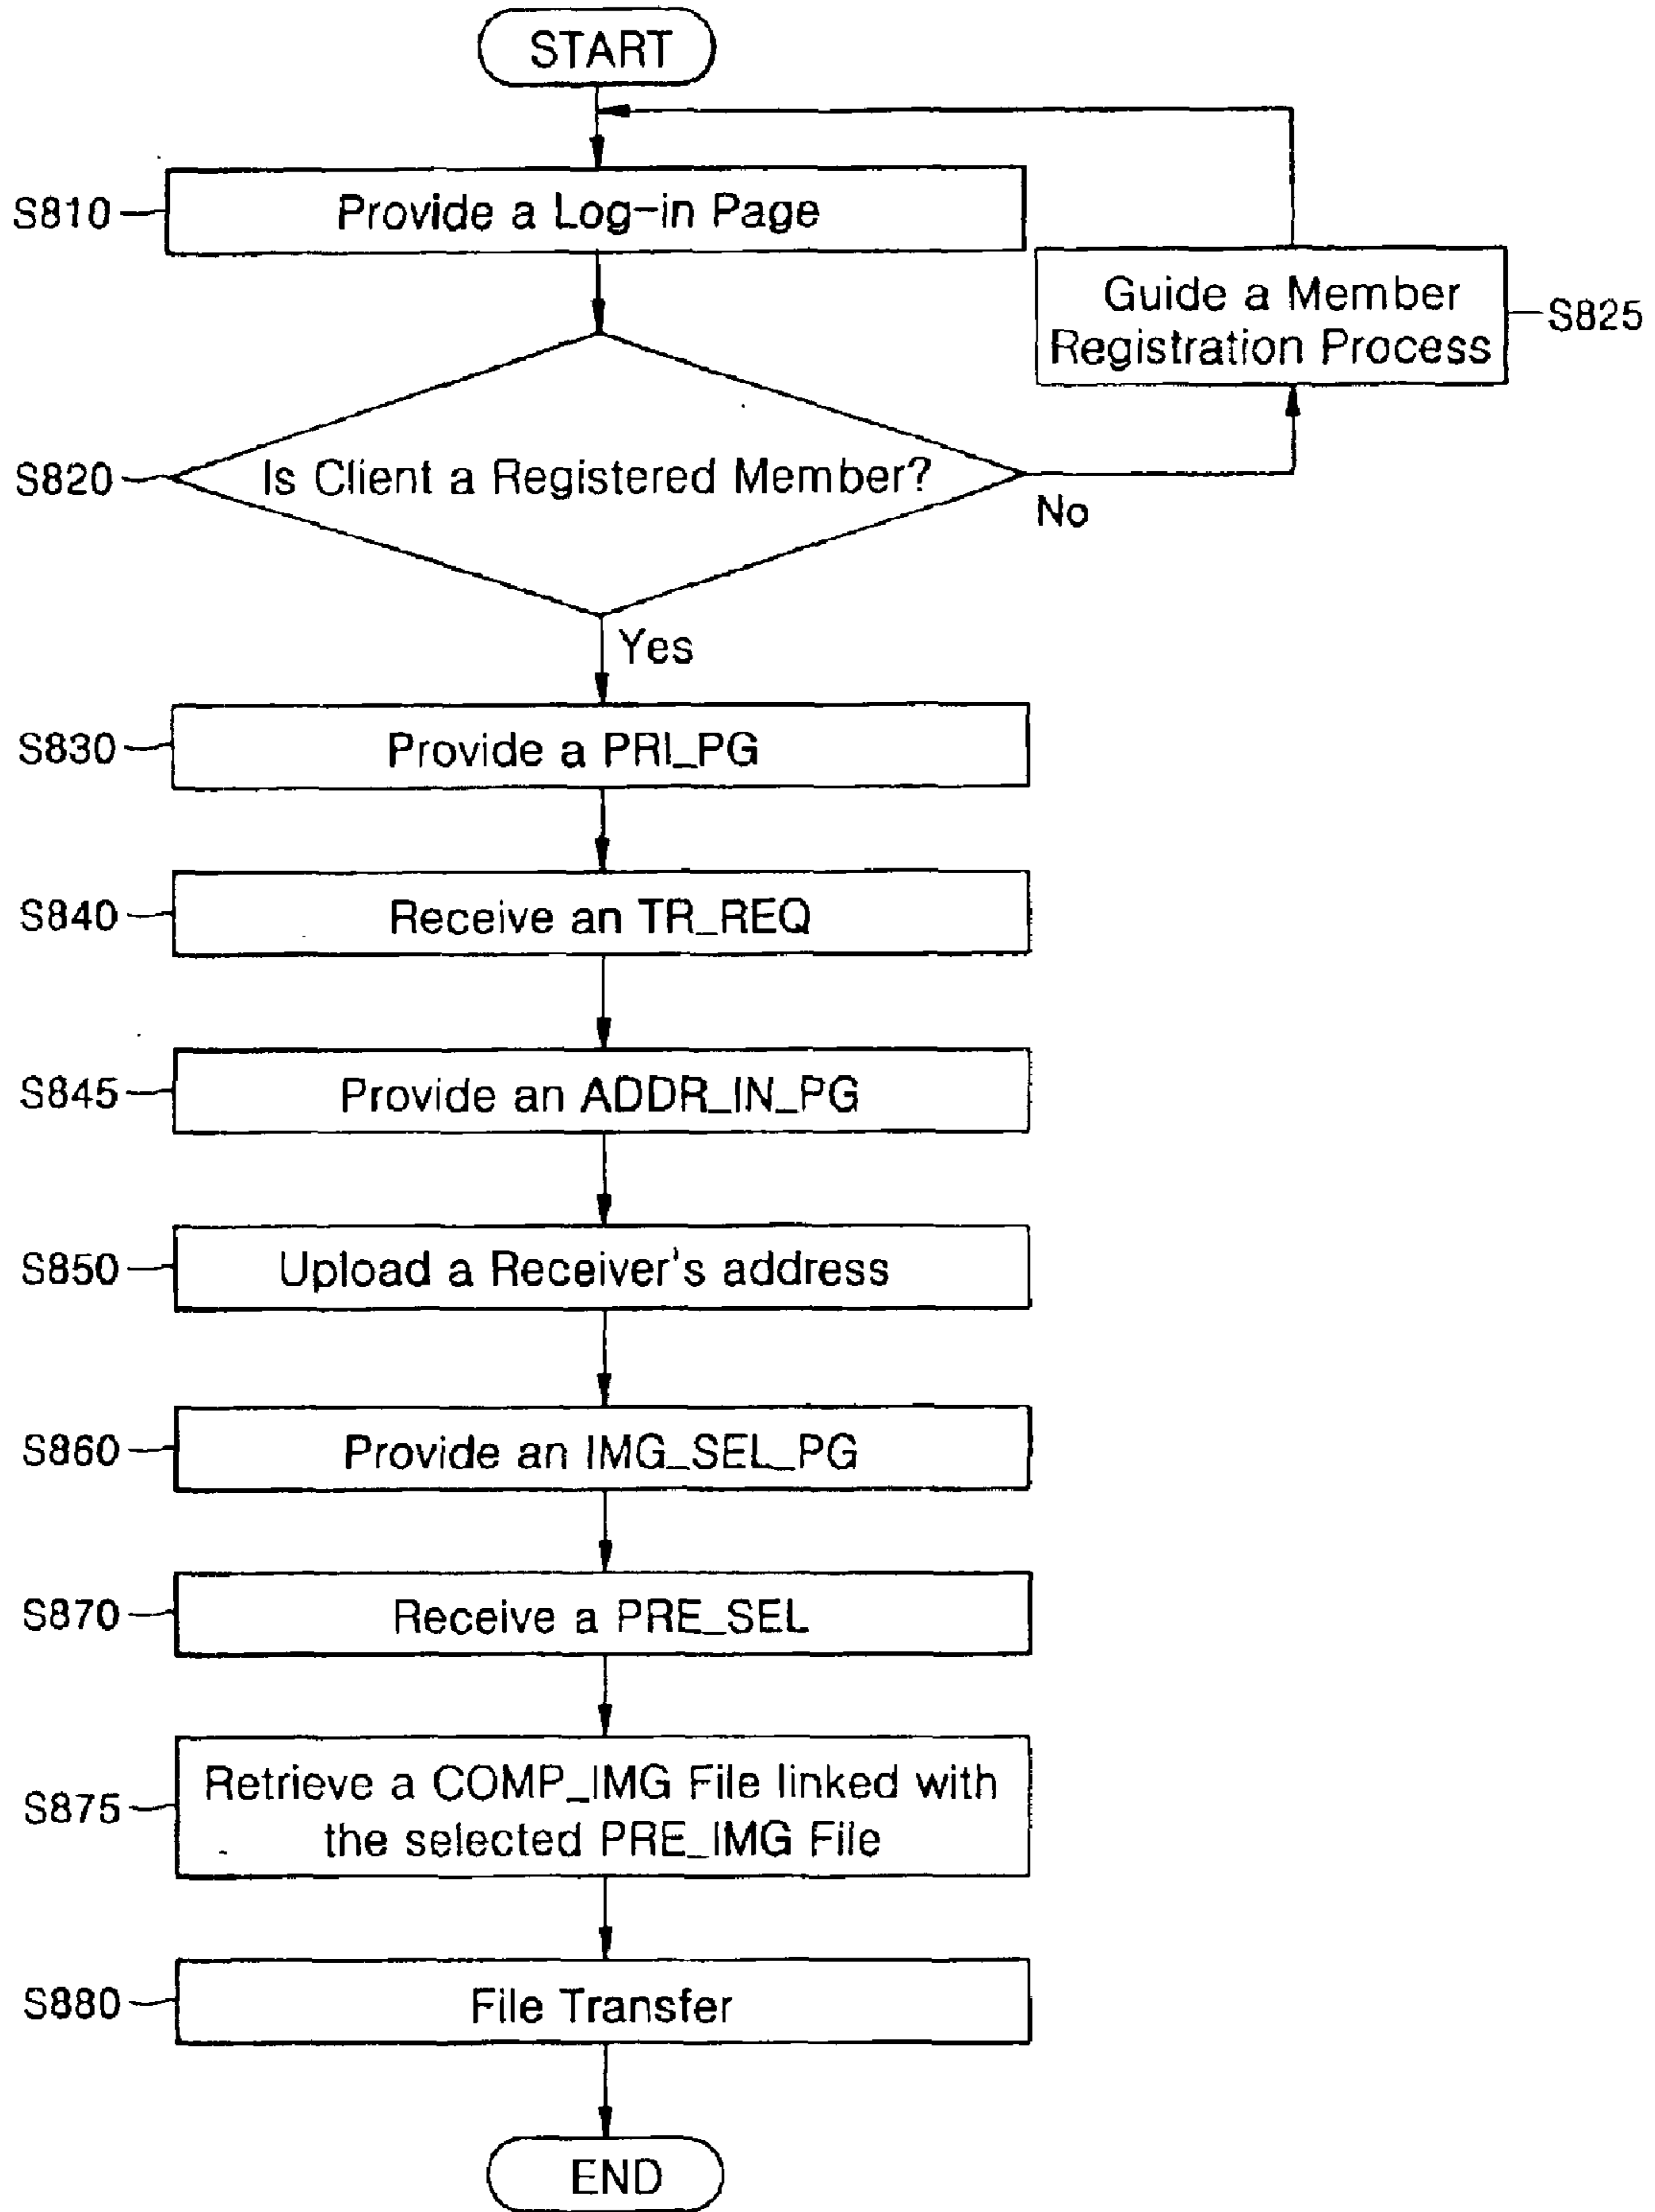 START
S810
Provide a Log-in Page
Guide a Member
Registration Process
S825
S820
Is Client a Registered Member?
No
Yes
S830
Provide a PRI_PG
S840
Receive an TR_REQ
S845
Provide an ADDR_IN_PG
S850
Upload a Receiver's address
S860
Provide an IMG_SEL_PG
S870
Receive a PRE_SEL
S875
Retrieve a COMP_IMG File linked with
the selected PRE_IMG File
S880
File Transfer
END